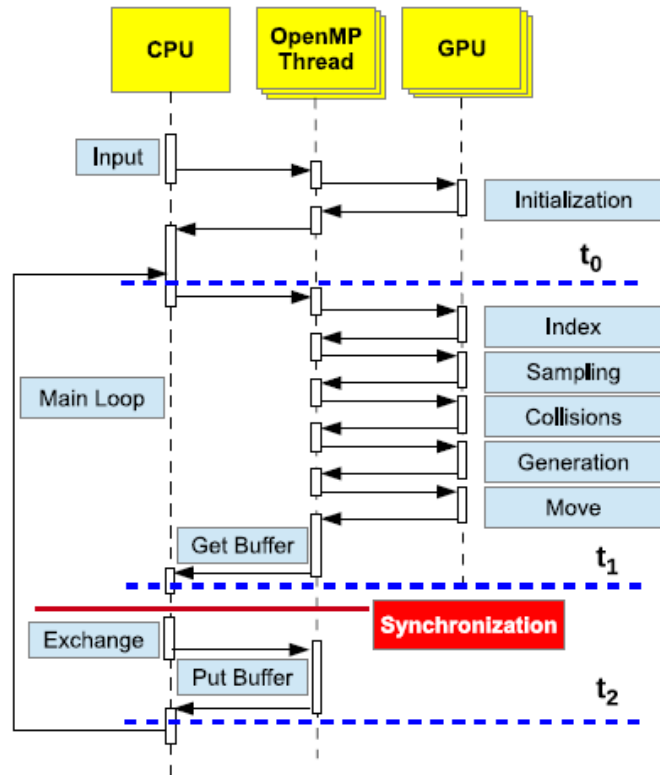 CPU
OpenMP
Thread
GPU
Input
Initialization
t0
Index
Sampling
Main Loop
Collisions
Generation
Move
Get Buffer
t1
Synchronization
Exchange
Put Buffer
t2